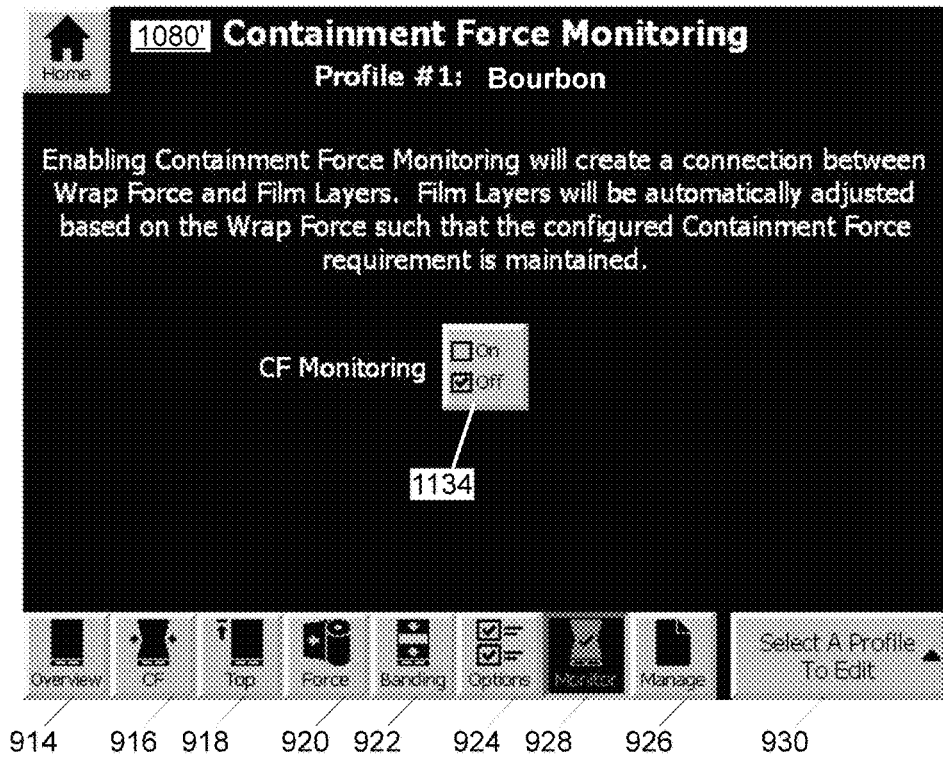 Home
1080' Containment Force Monitoring
Profile #1: Bourbon
Enabling Containment Force Monitoring will create a connection between
Wrap Force and Film Layers. Film Layers will be automatically adjusted
based on the Wrap Force such that the configured Containment Force
requirement is maintained.
CF Monitoring
On
Off
1134
Overview CF Top Force Banding Options Monitor Manage
Select A Profile
To Edit
914 916 918 920 922 924 928 926 930